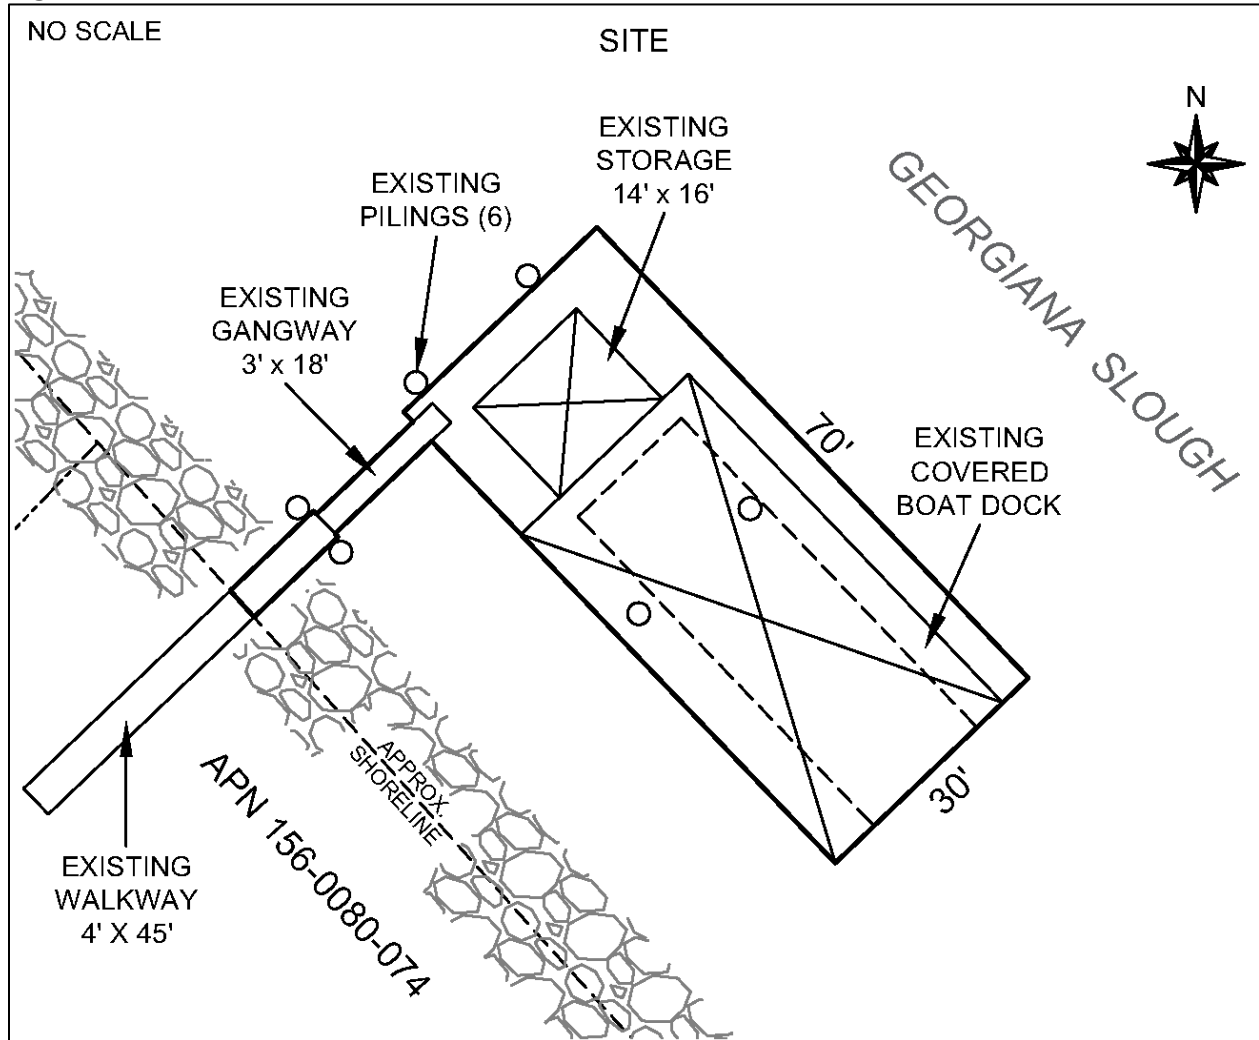 NO SCALE
SITE
N
EXISTING
STORAGE
14' x 16'
EXISTING
PILINGS (6)
GEORGIANA SLOUGH
EXISTING
GANGWAY
3' x 18'
70'
EXISTING
COVERED
BOAT DOCK
30'
APPROX.
SHORELINE
APN 156-0080-074
EXISTING
WALKWAY
4' X 45'